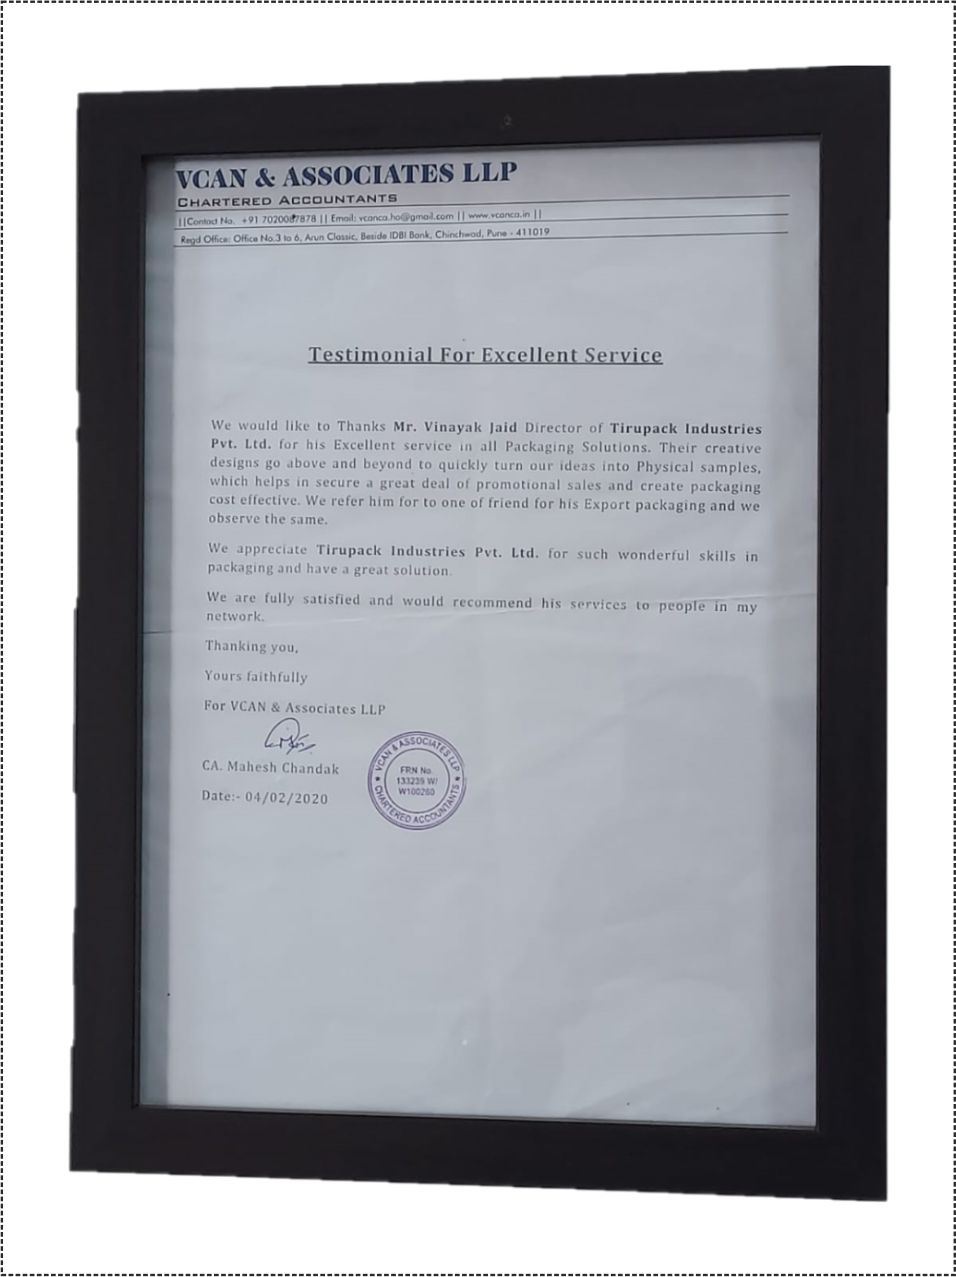 VCAN & ASSOCIATES LLP
CHARTERED ACCOUNTANTS
||Contact No. +91 7020087878 || Email: vcanca.ho@gmail.com || www.vcanca.in ||
Regd Office: Office No.3 to 6, Arun Classic, Beside IDBI Bank, Chinchwad, Pune - 411019
Testimonial For Excellent Service
We would like to Thanks Mr. Vinayak Jaid Director of Tirupack Industries
Pvt. Ltd. for his Excellent service in all Packaging Solutions. Their creative
designs go above and beyond to quickly turn our ideas into Physical samples,
which helps in secure a great deal of promotional sales and create packaging
cost effective. We refer him for to one of friend for his Export packaging and we
observe the same.
We appreciate Tirupack Industries Pvt. Ltd. for such wonderful skills in
packaging and have a great solution.
We are fully satisfied and would recommend his services to people in my
network.
Thanking you,
Yours faithfully
For VCAN & Associates LLP
CA. Mahesh Chandak
Date:- 04/02/2020
VCAN & ASSOCIATES LLP
FRN No.
133239 W/
W100260
CHARTERED ACCOUNTANTS